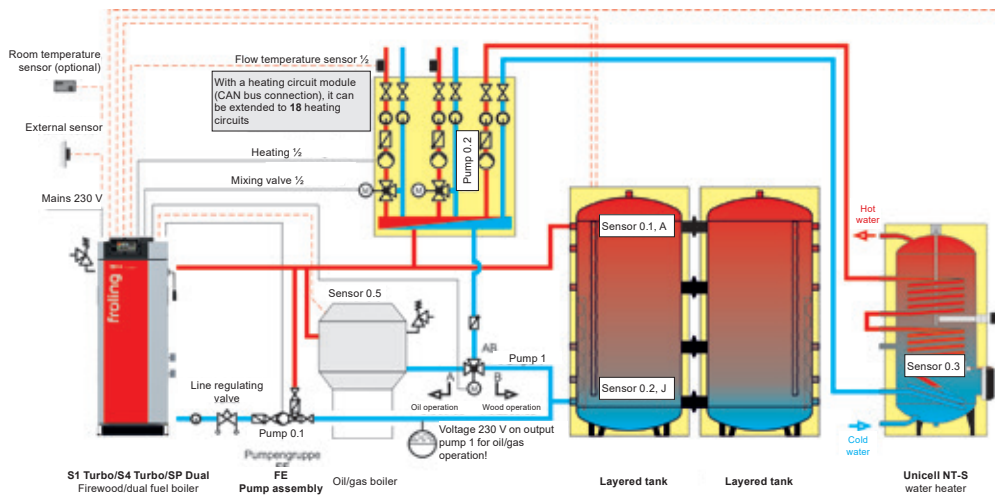 Room temperature
sensor (optional)
Flow temperature sensor ½
With a heating circuit module
(CAN bus connection), it can
be extended to 18 heating
circuits
External sensor
Heating ½
Pump 0.2
Mixing valve ½
M
M
Mains 230 V
Sensor 0.1, A
Hot
water
froling
Sensor 0.5
AB
Pump 1
Sensor 0.3
A
B
M
Line regulating
valve
Oil operation
Wood operation
Sensor 0.2, J
Pump 0.1
Voltage 230 V on output
pump 1 for oil/gas
operation!
Cold
water
Pumpengruppe
S1 Turbo/S4 Turbo/SP Dual
Firewood/dual fuel boiler
FE
Pump assembly
Oil/gas boiler
Layered tank
Layered tank
Unicell NT-S
water heater